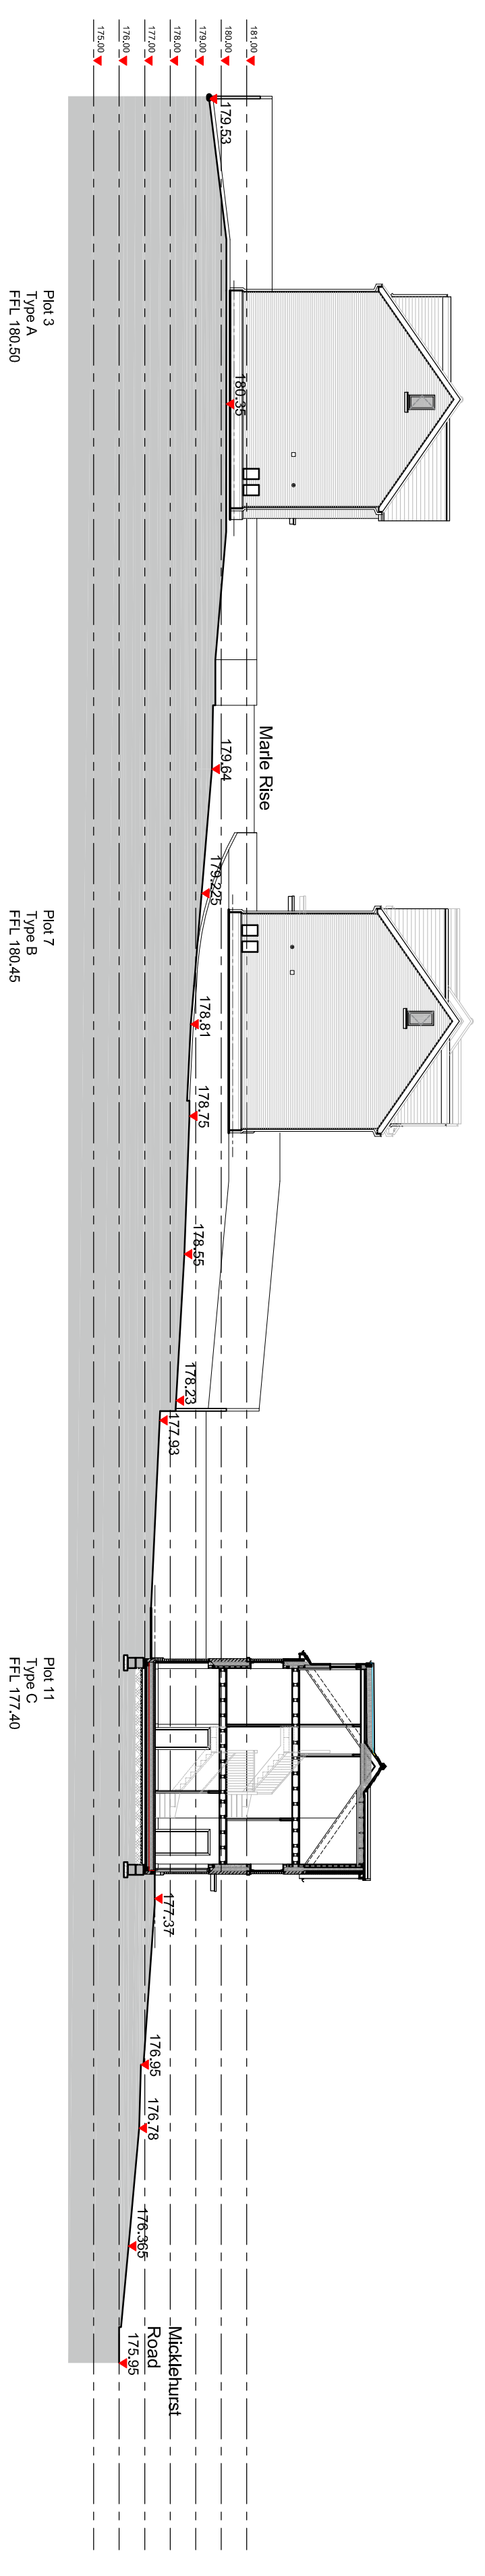 181.00
180.00
179.00
178.00
177.00
176.00
175.00
179.53
180.35
Marle Rise
179.64
179.225
178.81
178.75
178.55
178.23
177.93
177.37
176.95
176.78
176.365
Micklehurst
Road
175.95
Plot 3
Type A
FFL 180.50
Plot 7
Type B
FFL 180.45
Plot 11
Type C
FFL 177.40